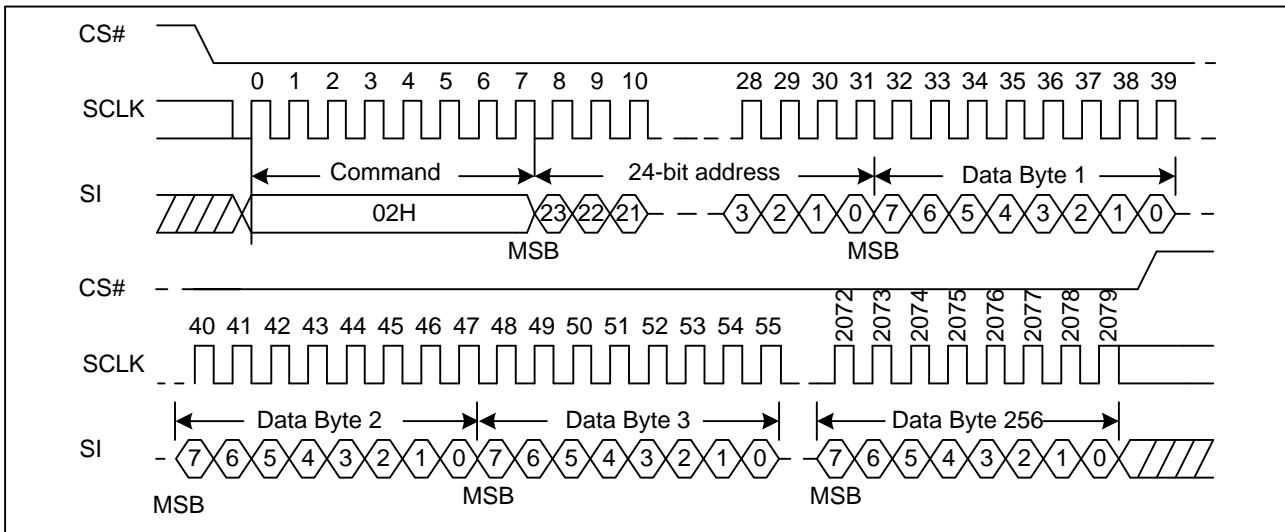 CS#
0 1 2 3 4 5 6 7 8 9 10 28 29 30 31 32 33 34 35 36 37 38 39
SCLK
Command 24-bit address Data Byte 1
SI
02H 23 22 21 3 2 1 0 7 6 5 4 3 2 1 0
MSB MSB
CS#
40 41 42 43 44 45 46 47 48 49 50 51 52 53 54 55 2072 2073 2074 2075 2076 2077 2078 2079
SCLK
Data Byte 2 Data Byte 3 Data Byte 256
SI
7 6 5 4 3 2 1 0 7 6 5 4 3 2 1 0 7 6 5 4 3 2 1 0
MSB MSB MSB